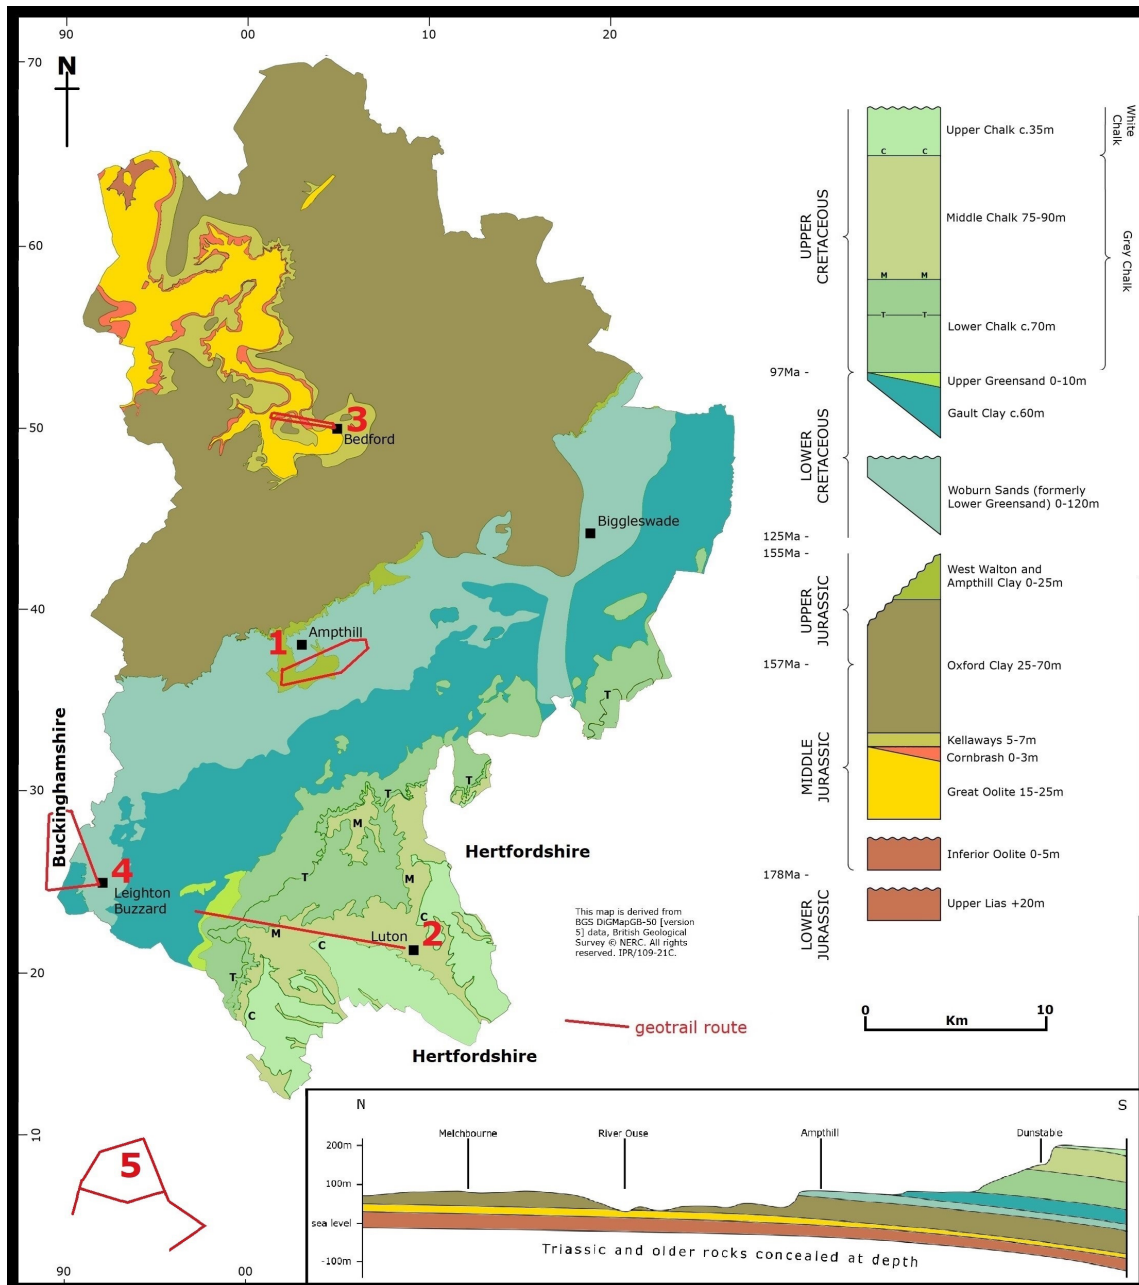 90
00
10
20
70
N
60
50
40
30
20
10
90
00
3
Bedford
Biggleswade
1
Ampthill
T
Buckinghamshire
T
T
M
Hertfordshire
4
Leighton
Buzzard
T
M
C
M
Luton
2
C
T
C
This map is derived from
BGS DiGMapGB-50 [version
5] data, British Geological
Survey © NERC. All rights
reserved. IPR/109-21C.
geotrail route
Hertfordshire
5
White
Chalk
Grey Chalk
UPPER
CRETACEOUS
Upper Chalk c.35m
C C
Middle Chalk 75-90m
M M
T T
Lower Chalk c.70m
97Ma -
Upper Greensand 0-10m
Gault Clay c.60m
LOWER
CRETACEOUS
Woburn Sands (formerly
Lower Greensand) 0-120m
125Ma -
155Ma -
West Walton and
Ampthill Clay 0-25m
UPPER
JURASSIC
157Ma -
Oxford Clay 25-70m
Kellaways 5-7m
Cornbrash 0-3m
MIDDLE
JURASSIC
Great Oolite 15-25m
Inferior Oolite 0-5m
178Ma -
LOWER
JURASSIC
Upper Lias +20m
0
10
Km
N
S
Melchbourne
River Ouse
Ampthill
Dunstable
200m
100m
sea level
-100m
Triassic and older rocks concealed at depth